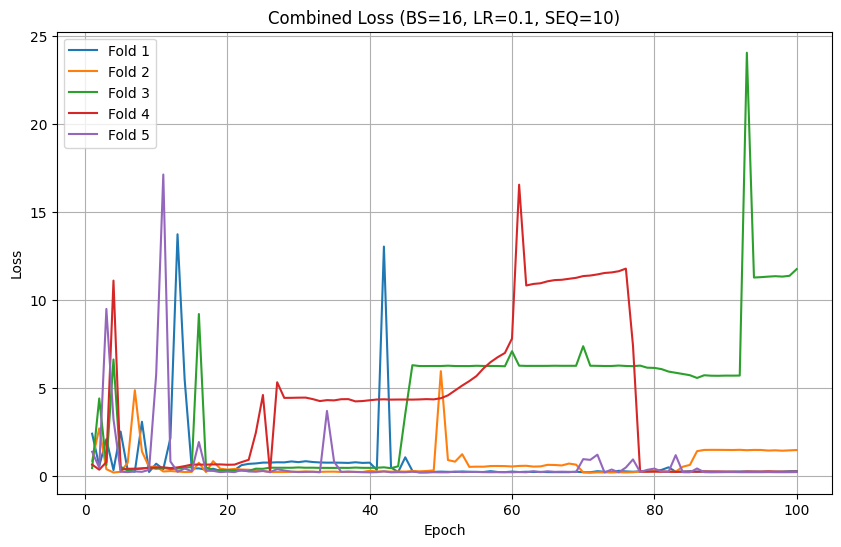 Combined Loss (BS=16, LR=0.1, SEQ=10)
Fold 1
Fold 2
Fold 3
Fold 4
Fold 5
Loss
25
20
15
10
5
0
0 20 40 60 80 100
Epoch